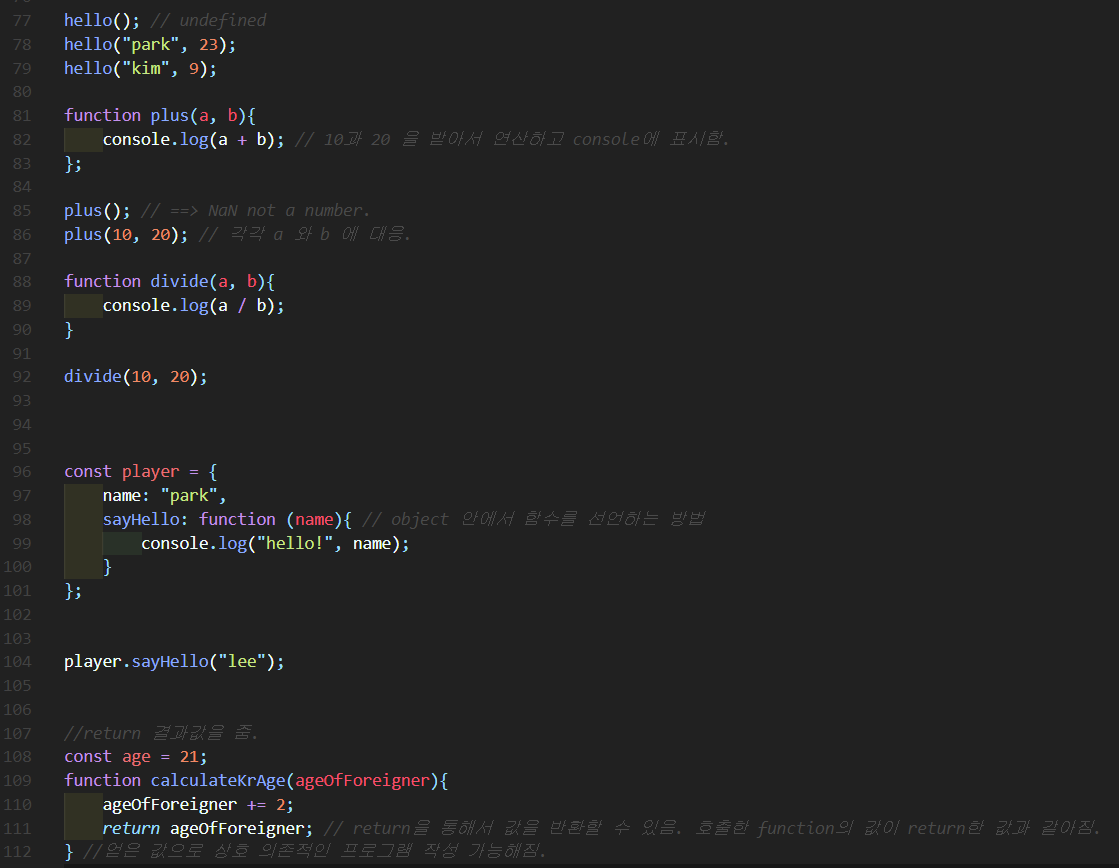 77 hello(); // undefined
78 hello("park", 23);
79 hello("kim", 9);
80
81 function plus(a, b){
82 console.log(a + b); // 10과 20 을 받아서 연산하고 console에 표시함.
83 };
84
85 plus(); // ==> NaN not a number.
86 plus(10, 20); // 각각 a 와 b 에 대응.
87
88 function divide(a, b){
89 console.log(a / b);
90 }
91
92 divide(10, 20);
93
94
95
96 const player = {
97 name: "park",
98 sayHello: function (name){ // object 안에서 함수를 선언하는 방법
99 console.log("hello!", name);
100 }
101 };
102
103
104 player.sayHello("lee");
105
106
107 //return 결과값을 줌.
108 const age = 21;
109 function calculateKrAge(ageOfForeigner){
110 ageOfForeigner += 2;
111 return ageOfForeigner; // return을 통해서 값을 반환할 수 있음. 호출한 function의 값이 return한 값과 같아짐.
112 } //얻은 값으로 상호 의존적인 프로그램 작성 가능해짐.